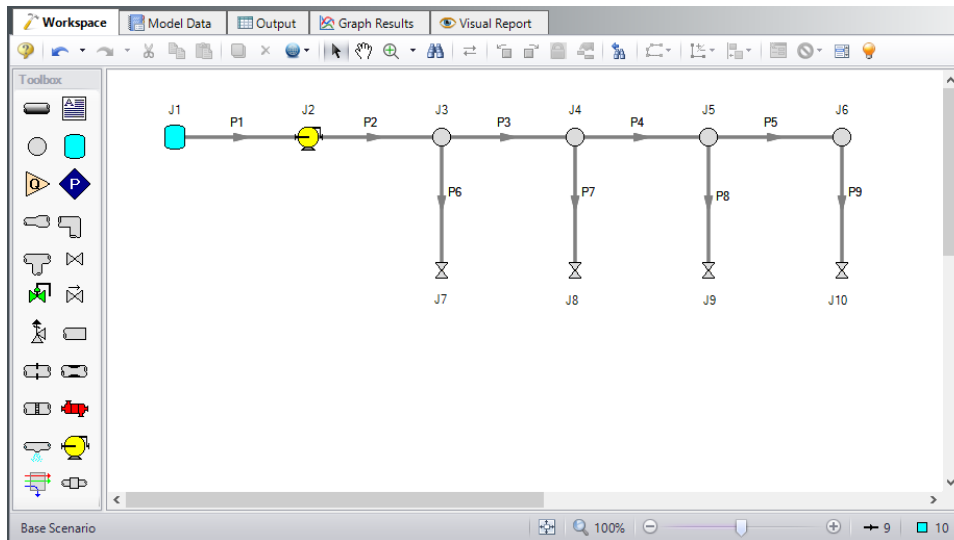 Workspace Model Data Output Graph Results Visual Report
Toolbox
A
J1 J2 J3 J4 J5 J6
P1 P2 P3 P4 P5
Q P
P6 P7 P8 P9
J7 J8 J9 J10
Base Scenario 100% 9 10